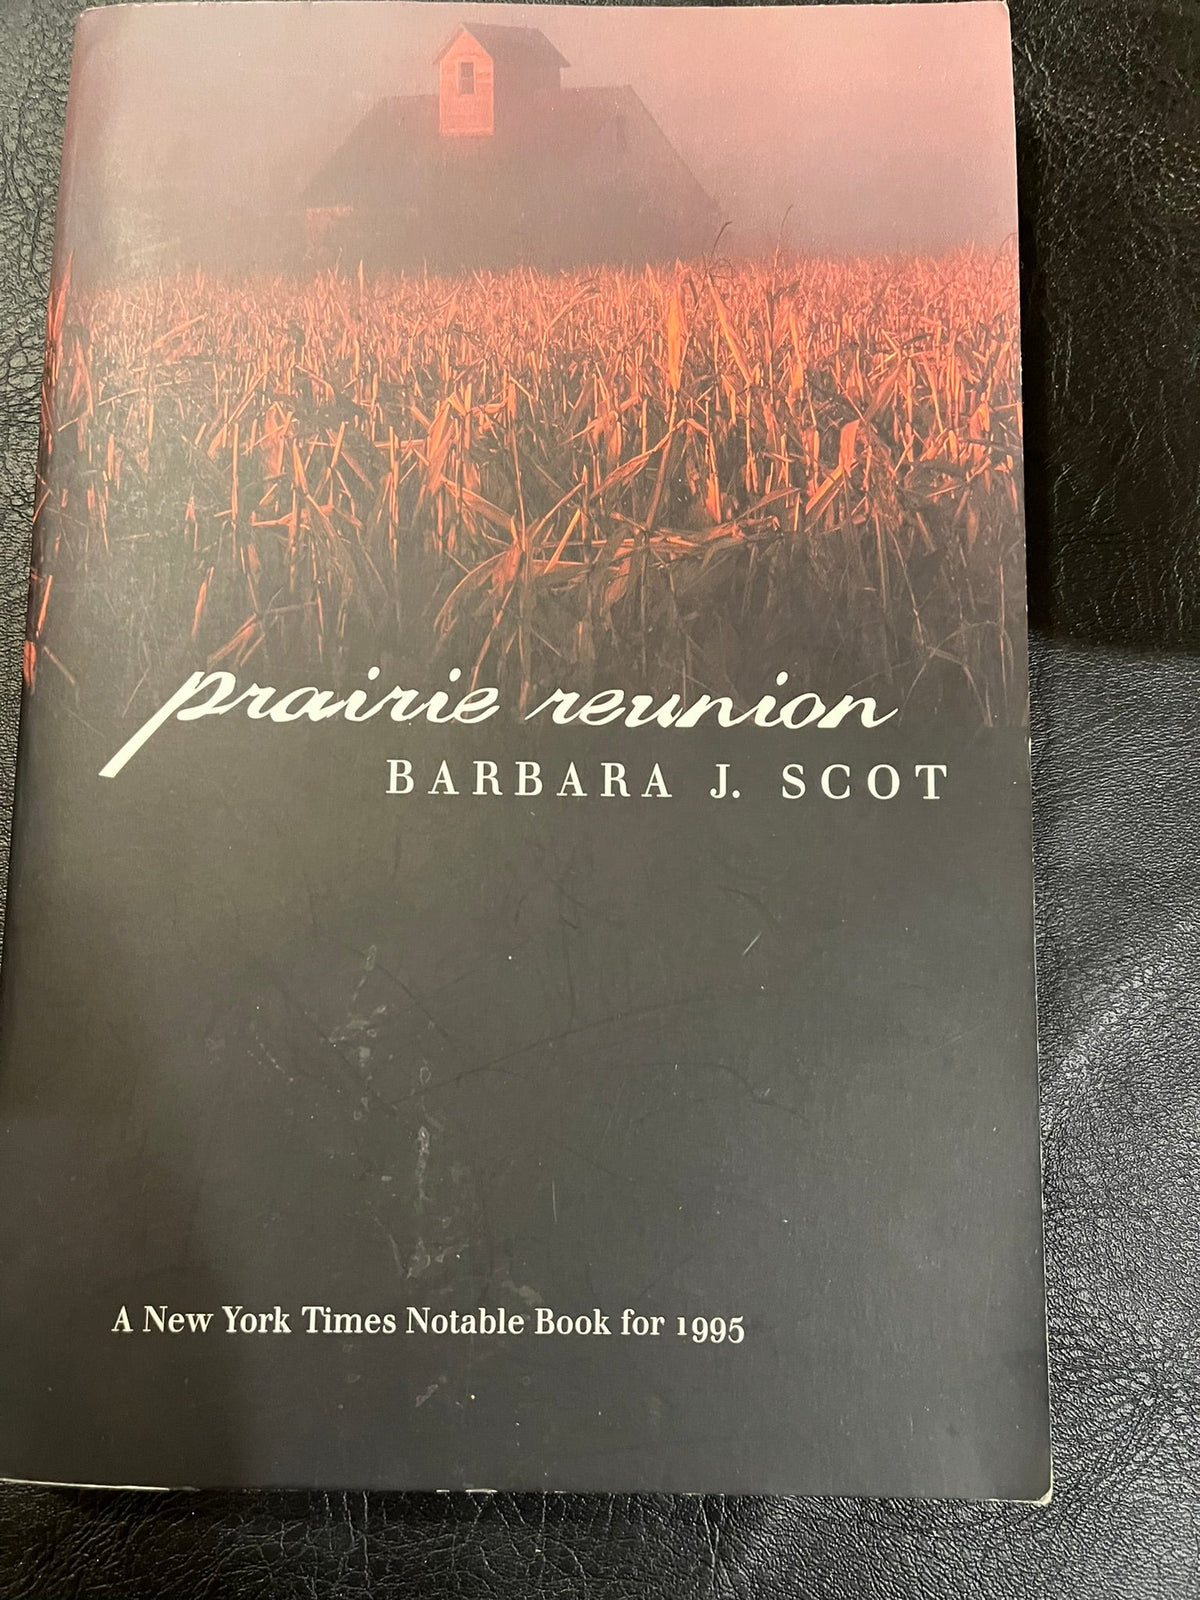 prairie reunion
BARBARA J. SCOT
A New York Times Notable Book for 1995